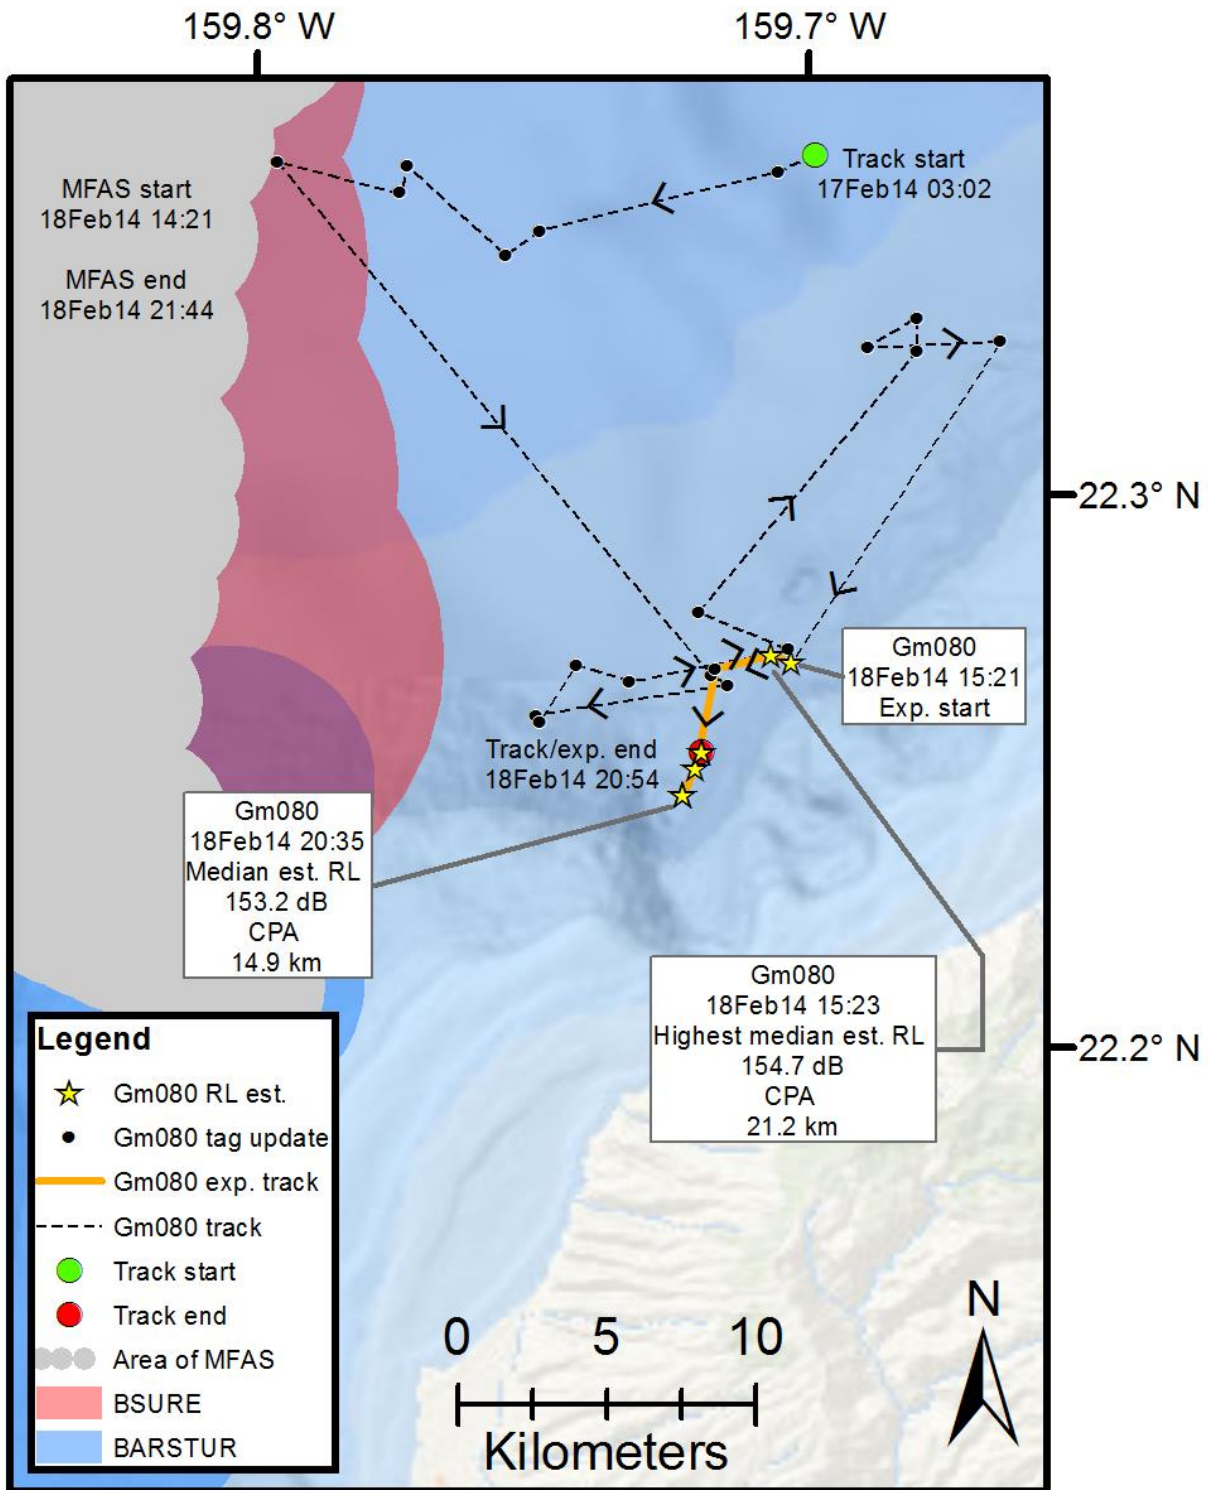 159.8° W
159.7° W
Track start
17Feb14 03:02
MFAS start
18Feb14 14:21
MFAS end
18Feb14 21:44
22.3° N
Gm080
18Feb14 15:21
Exp. start
Track/exp. end
18Feb14 20:54
Gm080
18Feb14 20:35
Median est. RL
153.2 dB
CPA
14.9 km
Gm080
18Feb14 15:23
Highest median est. RL
154.7 dB
CPA
21.2 km
22.2° N
Legend
Gm080 RL est.
Gm080 tag update
Gm080 exp. track
Gm080 track
Track start
Track end
Area of MFAS
BSURE
BARSTUR
0 5 10
Kilometers
N